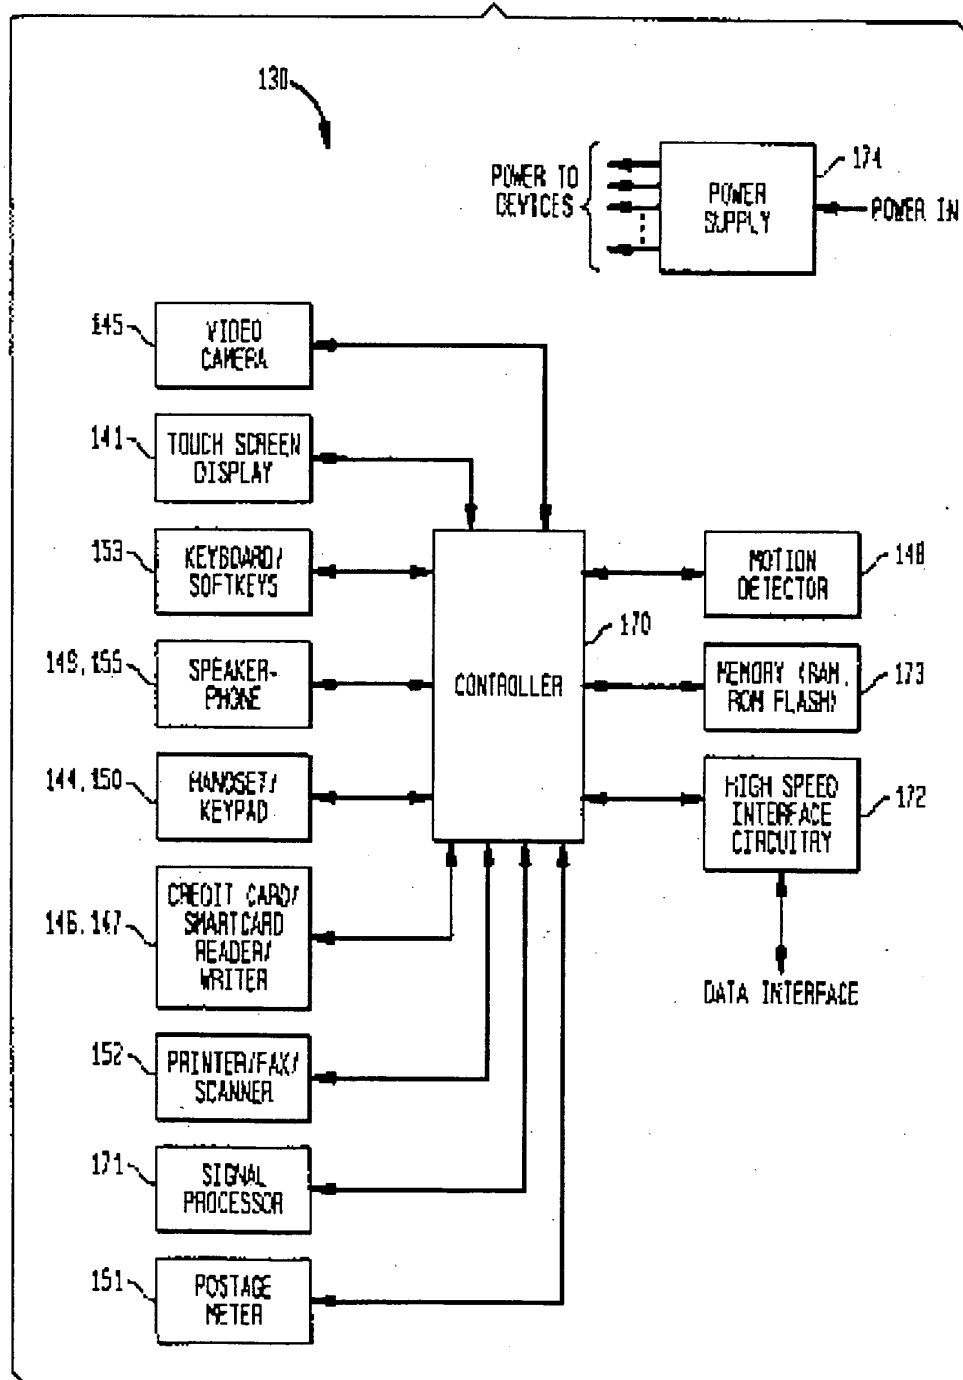 130
174
POWER TO
DEVICES
POWER
SUPPLY
POWER IN
145
VIDEO
CAMERA
141
TOUCH SCREEN
DISPLAY
153
KEYBOARD/
SOFTKEYS
MOTION
DETECTOR
148
170
149, 155
SPEAKER-
PHONE
CONTROLLER
MEMORY (RAM,
ROM FLASH)
173
144, 150
HANDSET/
KEYPAD
HIGH SPEED
INTERFACE
CIRCUITRY
172
146, 147
CREDIT CARD/
SMARTCARD
READER/
WRITER
DATA INTERFACE
152
PRINTER/FAX/
SCANNER
171
SIGNAL
PROCESSOR
151
POSTAGE
METER